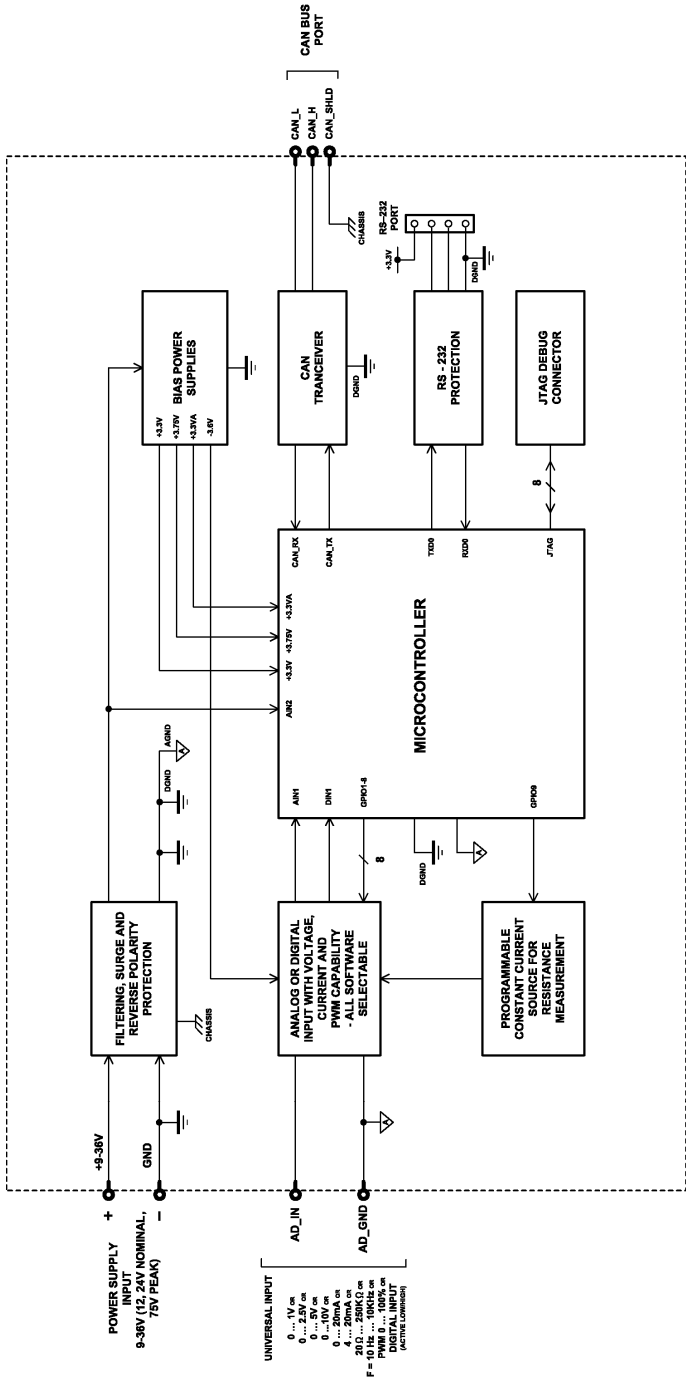 POWER SUPPLY
INPUT
9-36V (12, 24V NOMINAL,
75V PEAK)
+
–
+9-36V
GND
FILTERING, SURGE AND
REVERSE POLARITY
PROTECTION
CHASSIS
DGND
AGND
A
BIAS POWER
SUPPLIES
+3.3V
+3.75V
+3.3VA
-3.6V
UNIVERSAL INPUT
0 ... 1V OR
0 ... 2.5V OR
0 ... 5V OR
0 ...10V OR
0 ... 20mA OR
4 ... 20mA OR
20 Ω ... 250K Ω OR
F = 10 Hz ... 10KHz OR
PWM 0 ... 100% OR
DIGITAL INPUT
(ACTIVE LOW/HIGH)
AD_IN
AD_GND
A
ANALOG OR DIGITAL
INPUT WITH VOLTAGE,
CURRENT AND
PWM CAPABILITY
- ALL SOFTWARE
SELECTABLE
8
DGND
A
PROGRAMMABLE
CONSTANT CURRENT
SOURCE FOR
RESISTANCE
MEASUREMENT
MICROCONTROLLER
AIN1
DIN1
GPIO1-8
GPIO9
AIN2
+3.3V
+3.75V
+3.3VA
CAN_RX
CAN_TX
TXD0
RXD0
JTAG
CAN
TRANCEIVER
DGND
RS - 232
PROTECTION
8
JTAG DEBUG
CONNECTOR
+3.3V
RS-232
PORT
DGND
CHASSIS
CAN_L
CAN_H
CAN_SHLD
CAN BUS
PORT